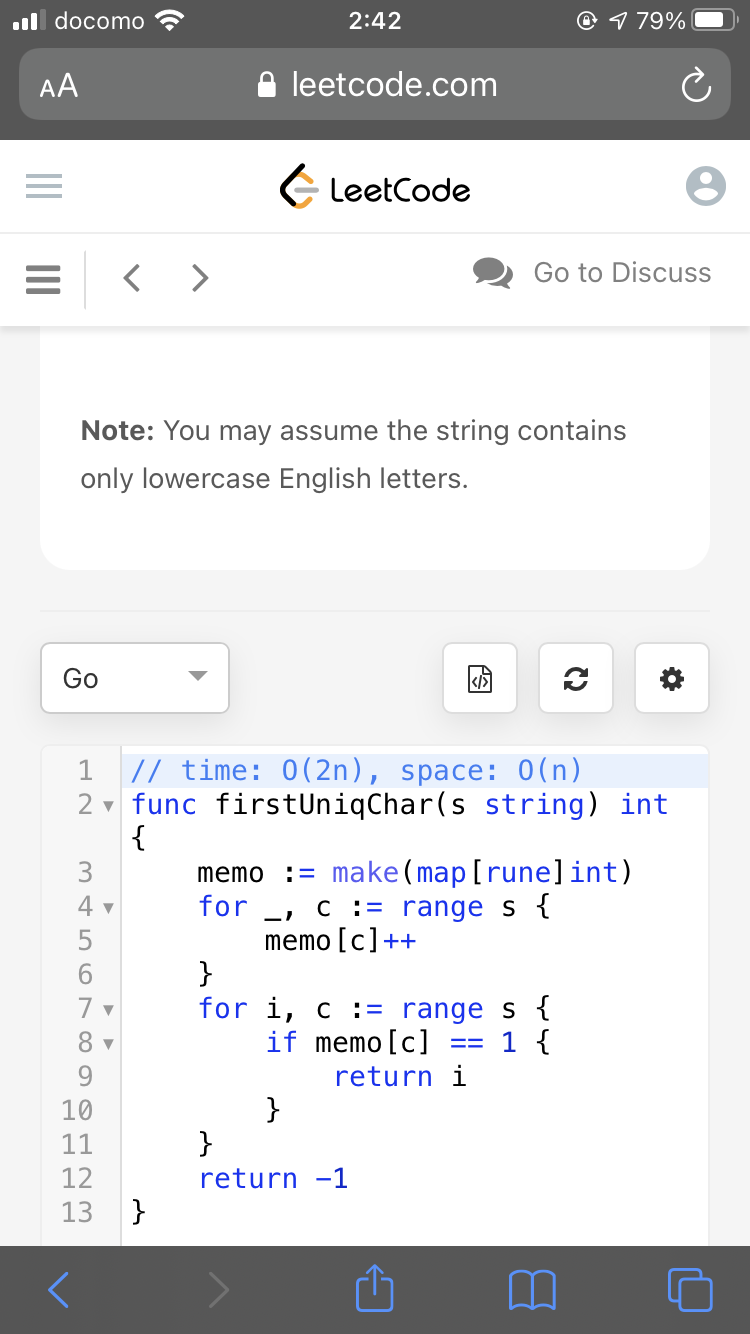 docomo 2:42 79%
AA leetcode.com
LeetCode
Go to Discuss
Note: You may assume the string contains
only lowercase English letters.
Go
1 // time: O(2n), space: O(n)
2 func firstUniqChar(s string) int
{
3     memo := make(map[rune]int)
4     for _, c := range s {
5         memo[c]++
6     }
7     for i, c := range s {
8         if memo[c] == 1 {
9             return i
10         }
11     }
12     return -1
13 }